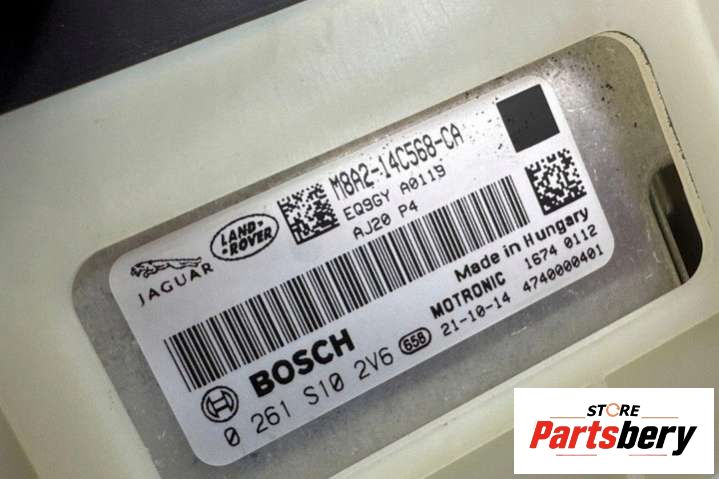 M8A2-14C568-CA
EQ9GY A0119
AJ20 P4
LAND-
-ROVER
JAGUAR
Made in Hungary
BOSCH
MOTRONIC 1674 0112
0 261 S10 2V6 658 21-10-14 4740000401
STORE
Partsbery